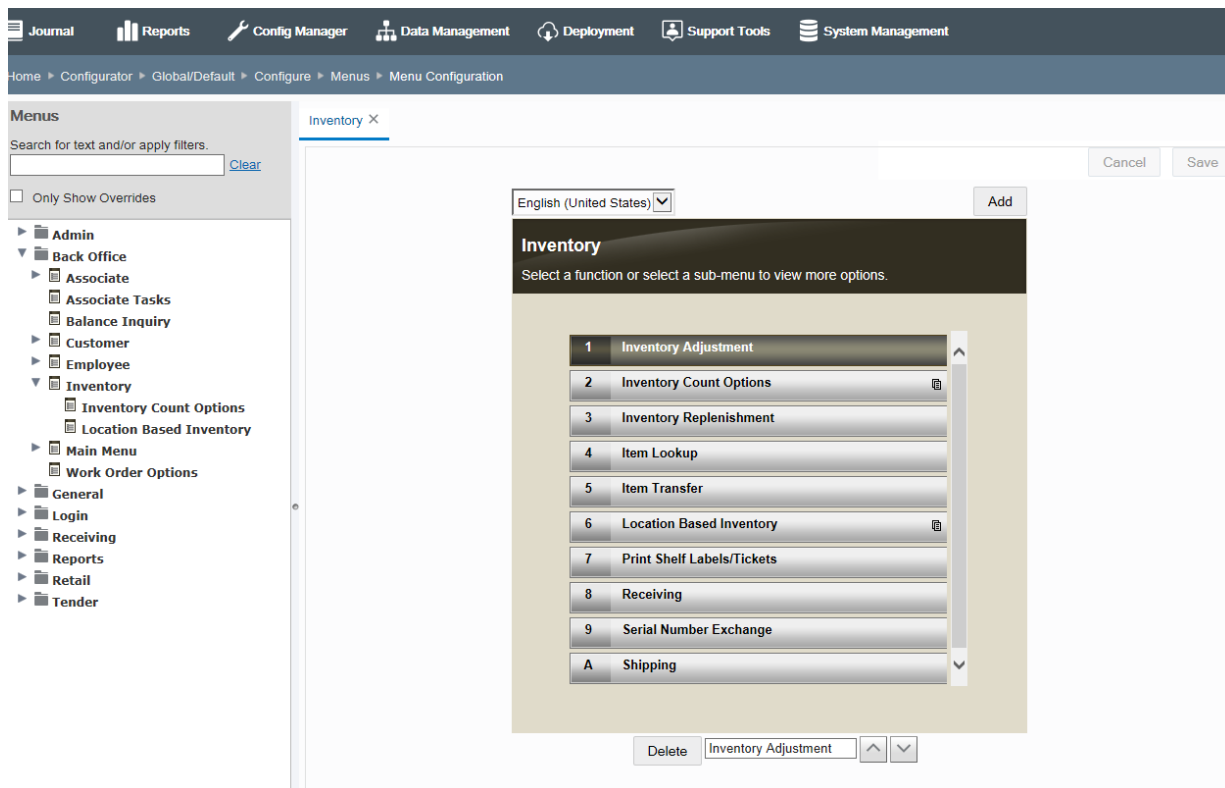 Journal Reports Config Manager Data Management Deployment Support Tools System Management
Home Configurator Global/Default Configure Menus Menu Configuration
Menus
Search for text and/or apply filters.
Clear
Only Show Overrides
Admin
Back Office
Associate
Associate Tasks
Balance Inquiry
Customer
Employee
Inventory
Inventory Count Options
Location Based Inventory
Main Menu
Work Order Options
General
Login
Receiving
Reports
Retail
Tender
Inventory
Cancel Save
English (United States) Add
Inventory
Select a function or select a sub-menu to view more options.
1 Inventory Adjustment
2 Inventory Count Options
3 Inventory Replenishment
4 Item Lookup
5 Item Transfer
6 Location Based Inventory
7 Print Shelf Labels/Tickets
8 Receiving
9 Serial Number Exchange
A Shipping
Delete Inventory Adjustment